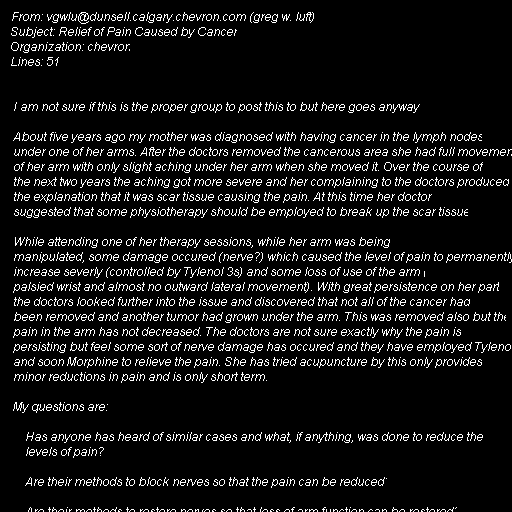 From: vgwlu@dunsell.calgary.chevron.com (greg w. luft)
Subject: Relief of Pain Caused by Cancer
Organization: chevron
Lines: 51
I am not sure if this is the proper group to post this to but here goes anyway
About five years ago my mother was diagnosed with having cancer in the lymph nodes
under one of her arms. After the doctors removed the cancerous area she had full movemen
of her arm with only slight aching under her arm when she moved it. Over the course of
the next two years the aching got more severe and her complaining to the doctors produced
the explanation that it was scar tissue causing the pain. At this time her doctor
suggested that some physiotherapy should be employed to break up the scar tissue
While attending one of her therapy sessions, while her arm was being
manipulated, some damage occured (nerve?) which caused the level of pain to permanently
increase severly (controlled by Tylenol 3s) and some loss of use of the arm (
palsied wrist and almost no outward lateral movement). With great persistence on her part
the doctors looked further into the issue and discovered that not all of the cancer had
been removed and another tumor had grown under the arm. This was removed also but the
pain in the arm has not decreased. The doctors are not sure exactly why the pain is
persisting but feel some sort of nerve damage has occured and they have employed Tyleno
and soon Morphine to relieve the pain. She has tried acupuncture by this only provides
minor reductions in pain and is only short term.
My questions are:
Has anyone has heard of similar cases and what, if anything, was done to reduce the
levels of pain?
Are their methods to block nerves so that the pain can be reduced
Are their methods to restore nerves so that loss of arm function can be restored